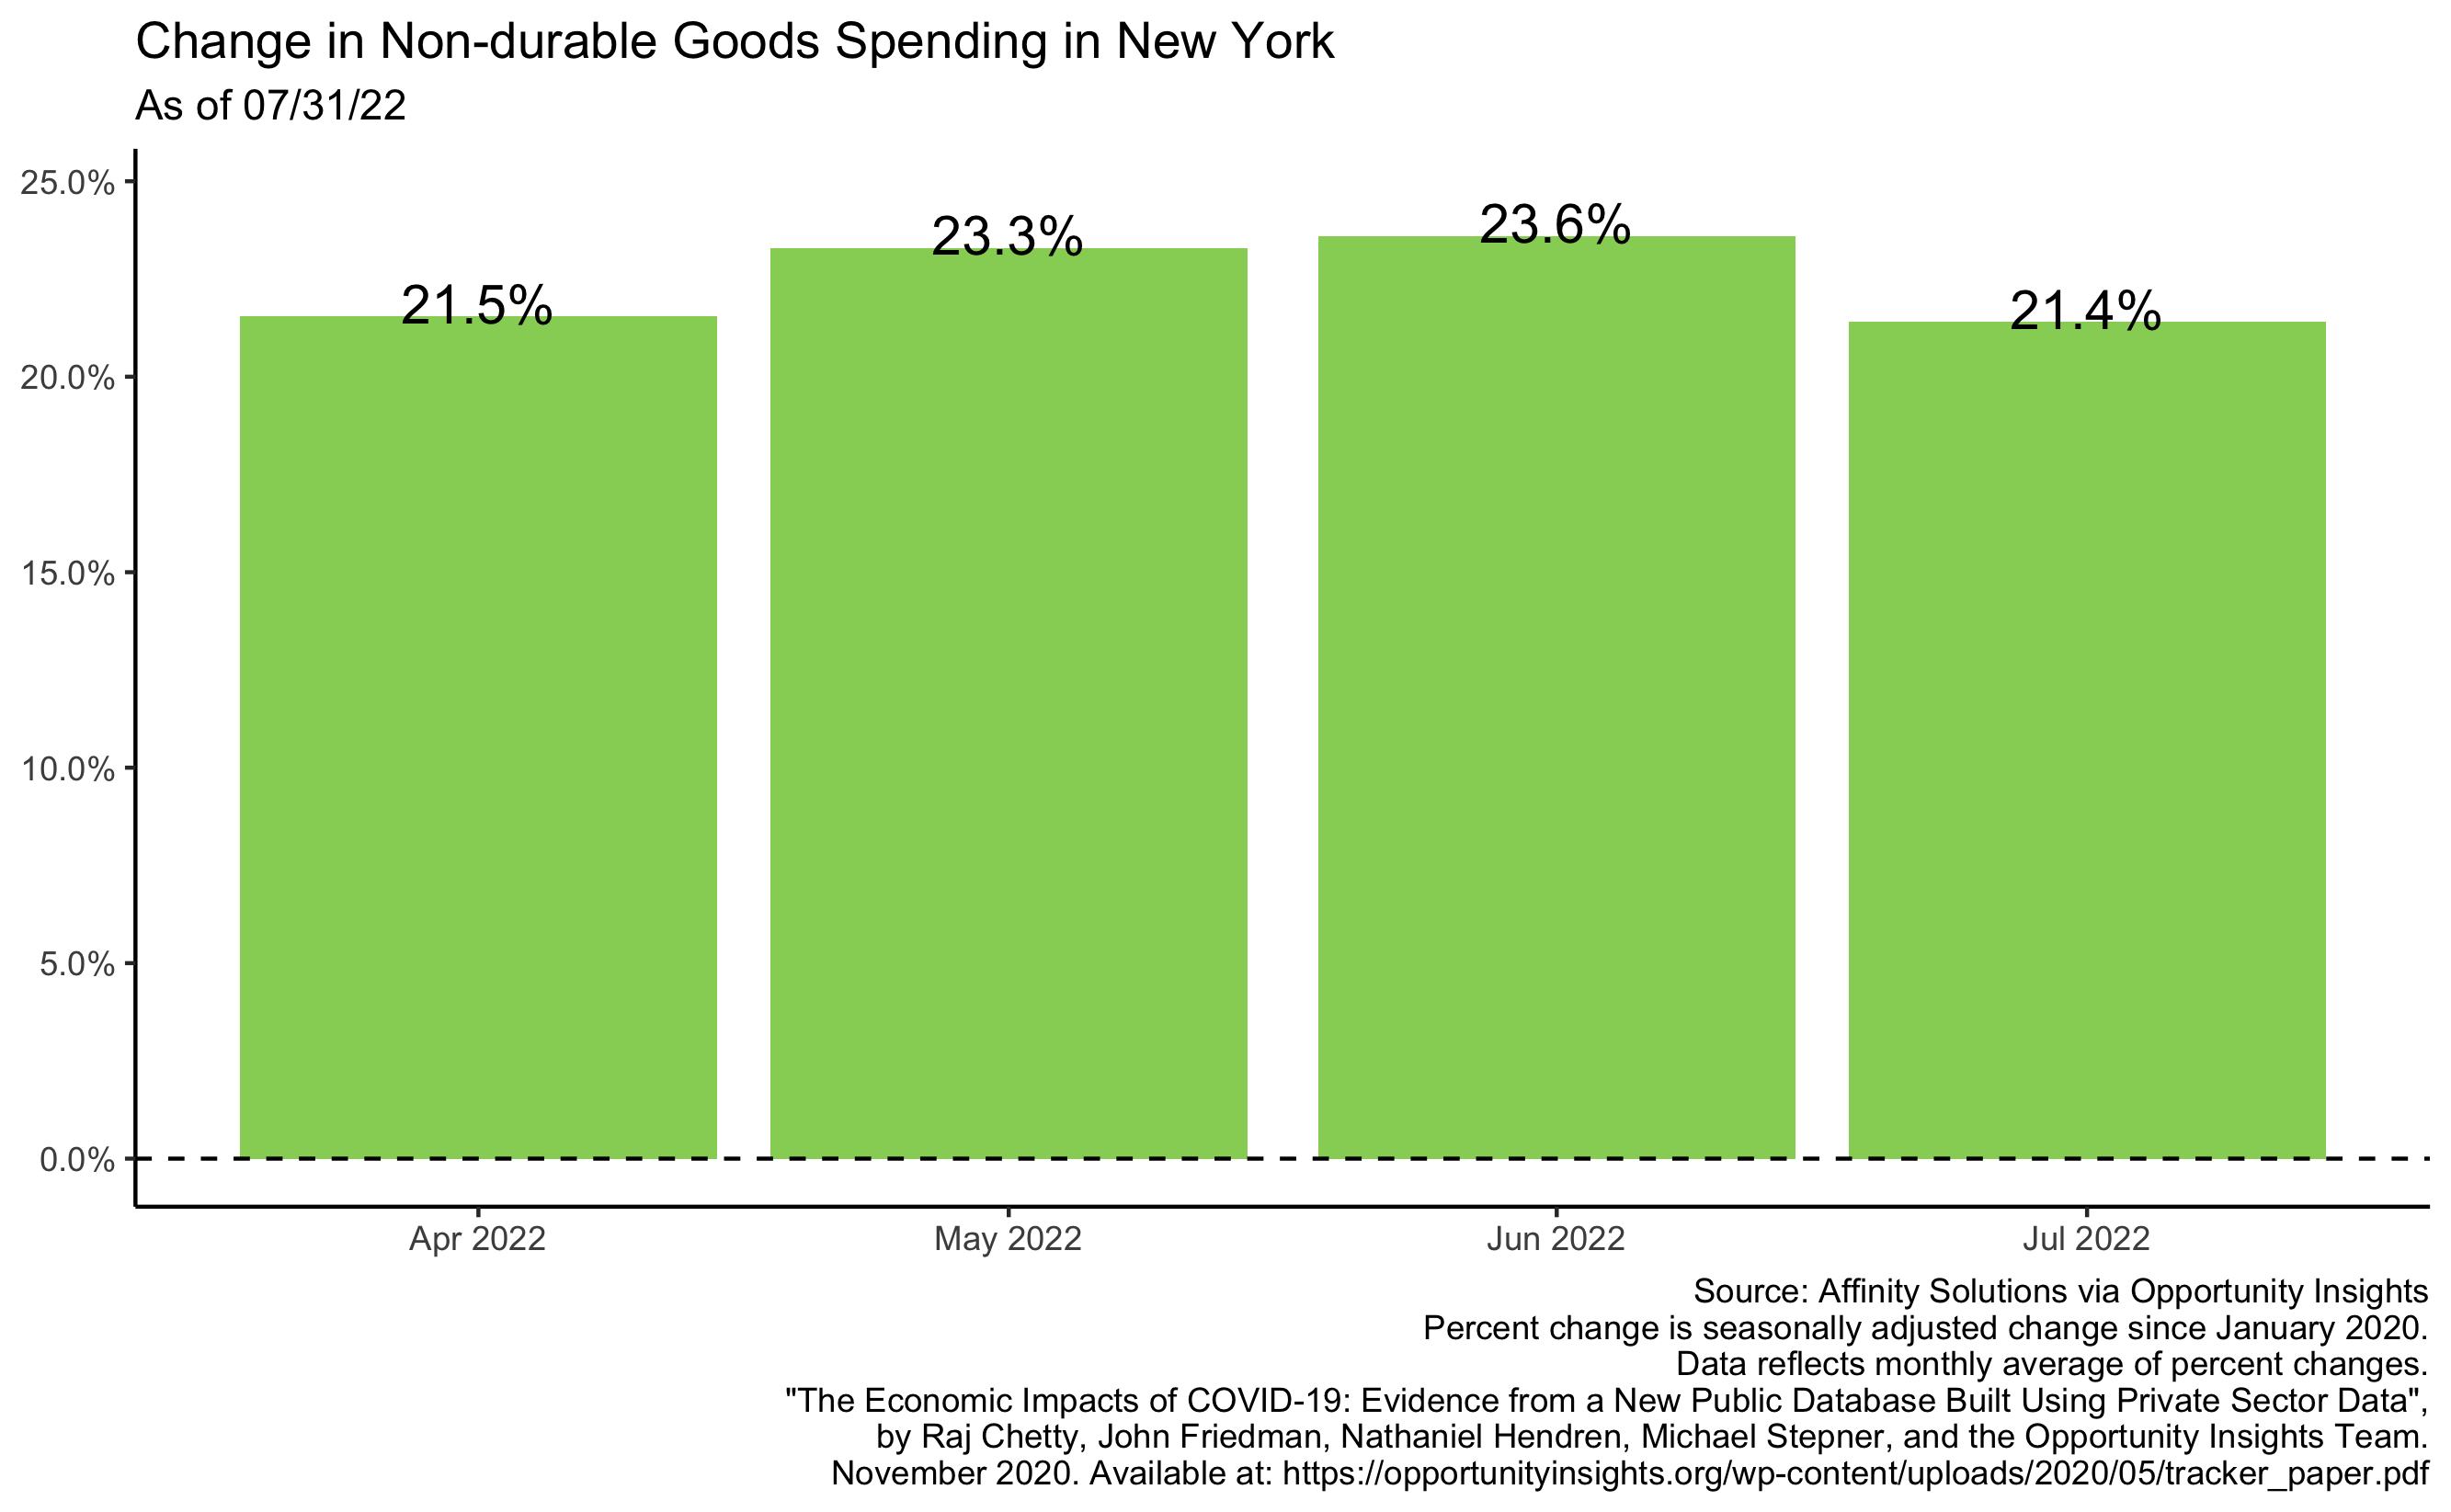 Change in Non-durable Goods Spending in New York
As of 07/31/22
25.0%
20.0%
15.0%
10.0%
5.0%
0.0%
21.5%
23.3%
23.6%
21.4%
Apr 2022
May 2022
Jun 2022
Jul 2022
Source: Affinity Solutions via Opportunity Insights
Percent change is seasonally adjusted change since January 2020.
Data reflects monthly average of percent changes.
"The Economic Impacts of COVID-19: Evidence from a New Public Database Built Using Private Sector Data",
by Raj Chetty, John Friedman, Nathaniel Hendren, Michael Stepner, and the Opportunity Insights Team.
November 2020. Available at: https://opportunityinsights.org/wp-content/uploads/2020/05/tracker_paper.pdf